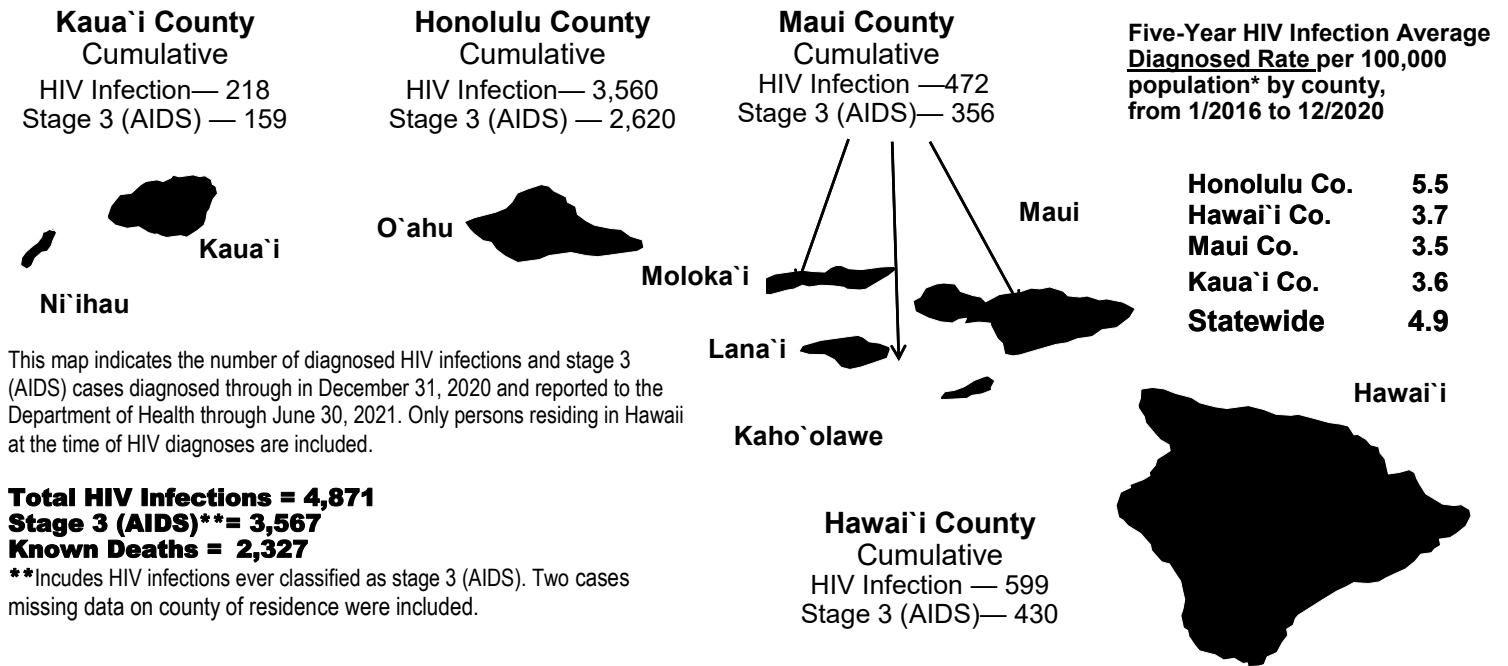 Kaua`i County
Cumulative
HIV Infection— 218
Stage 3 (AIDS) — 159
Honolulu County
Cumulative
HIV Infection— 3,560
Stage 3 (AIDS) — 2,620
Maui County
Cumulative
HIV Infection —472
Stage 3 (AIDS)— 356
Five-Year HIV Infection Average
Diagnosed Rate per 100,000
population* by county,
from 1/2016 to 12/2020
Honolulu Co. 5.5
Hawai`i Co. 3.7
Maui Co. 3.5
Kaua`i Co. 3.6
Statewide 4.9
Kaua`i
Ni`ihau
O`ahu
Maui
Moloka`i
Lana`i
Kaho`olawe
Hawai`i
This map indicates the number of diagnosed HIV infections and stage 3
(AIDS) cases diagnosed through in December 31, 2020 and reported to the
Department of Health through June 30, 2021. Only persons residing in Hawaii
at the time of HIV diagnoses are included.
Total HIV Infections = 4,871
Stage 3 (AIDS)**= 3,567
Known Deaths = 2,327
**Incudes HIV infections ever classified as stage 3 (AIDS). Two cases
missing data on county of residence were included.
Hawai`i County
Cumulative
HIV Infection — 599
Stage 3 (AIDS)— 430